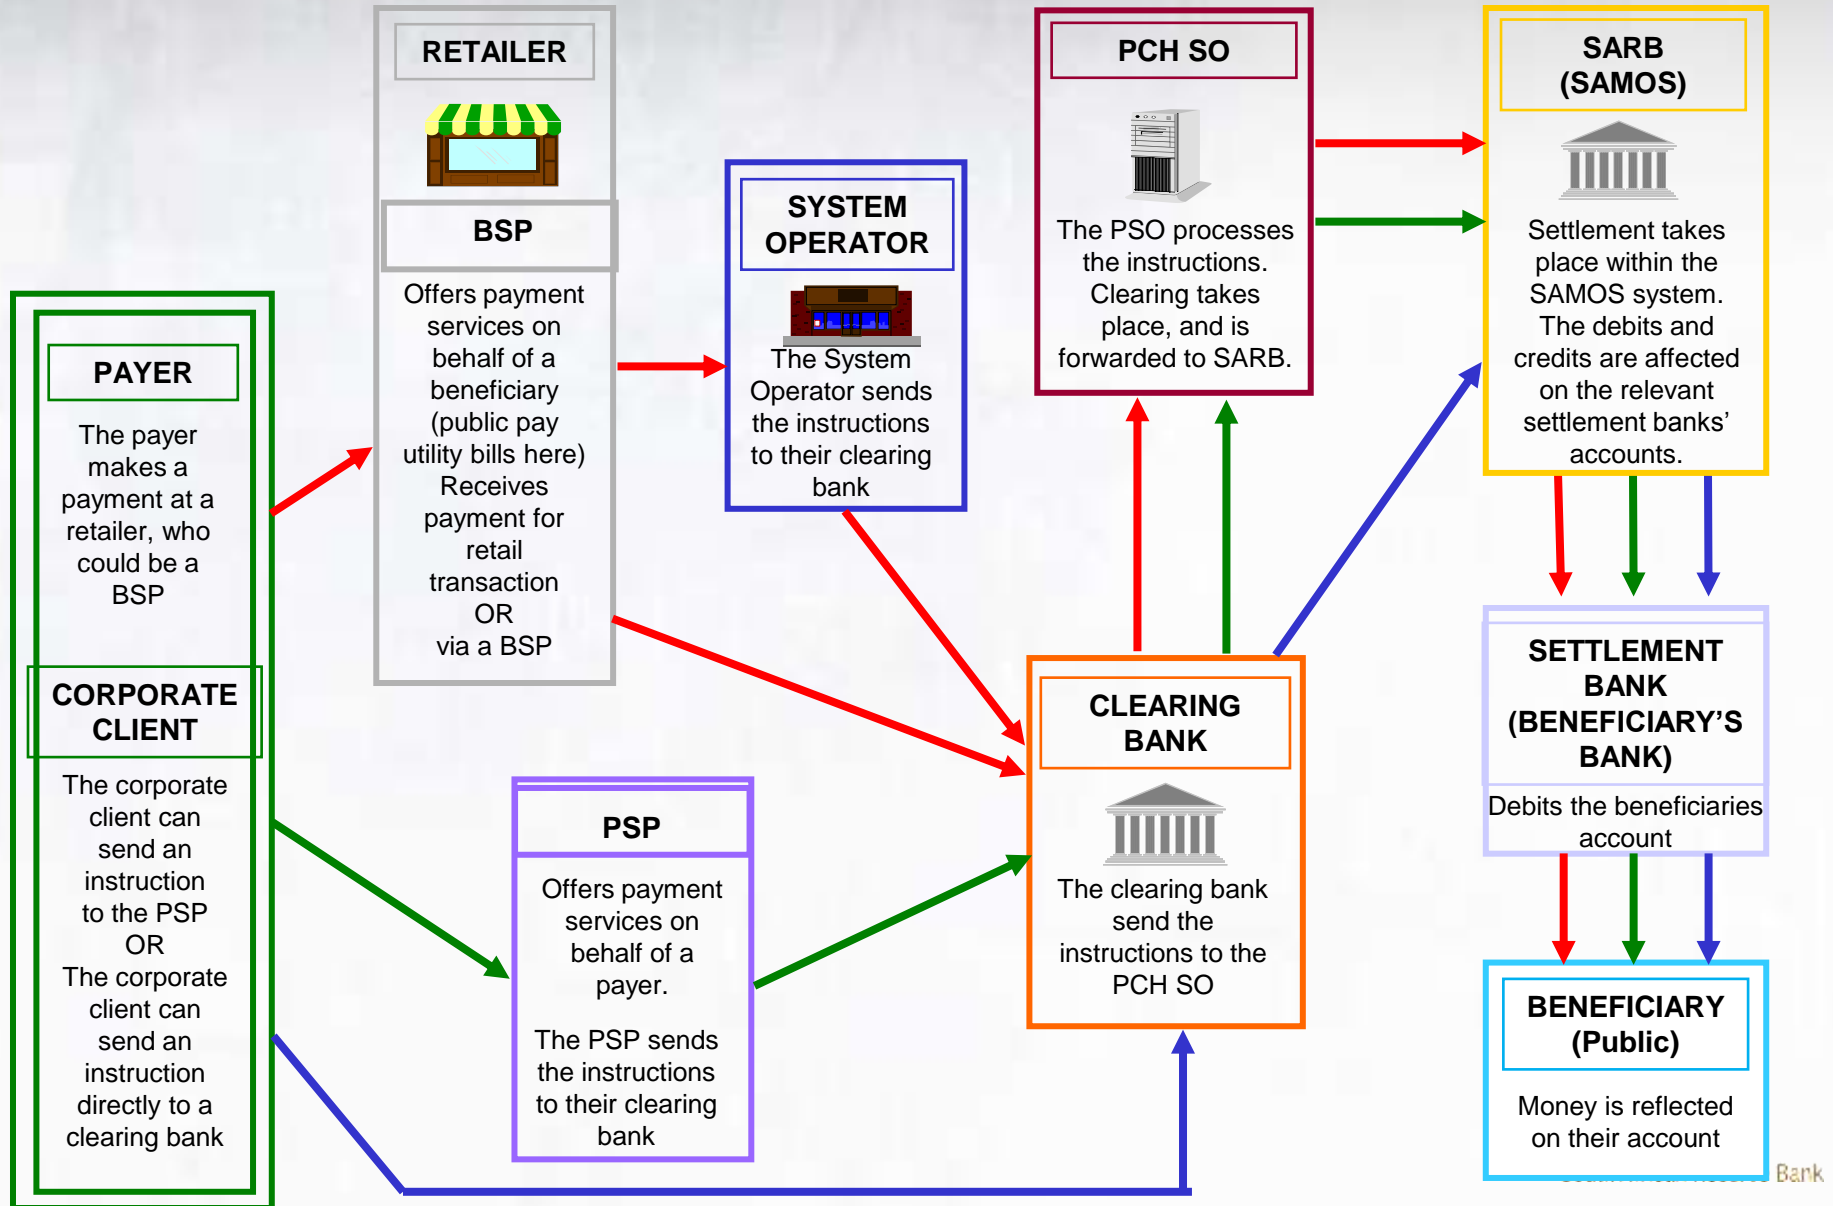 PAYER
The payer
makes a
payment at a
retailer, who
could be a
BSP
CORPORATE
CLIENT
The corporate
client can
send an
instruction
to the PSP
OR
The corporate
client can
send an
instruction
directly to a
clearing bank
RETAILER
BSP
Offers payment
services on
behalf of a
beneficiary
(public pay
utility bills here)
Receives
payment for
retail
transaction
OR
via a BSP
PSP
Offers payment
services on
behalf of a
payer.
The PSP sends
the instructions
to their clearing
bank
SYSTEM
OPERATOR
The System
Operator sends
the instructions
to their clearing
bank
PCH SO
The PSO processes
the instructions.
Clearing takes
place, and is
forwarded to SARB.
CLEARING
BANK
The clearing bank
send the
instructions to the
PCH SO
SARB
(SAMOS)
Settlement takes
place within the
SAMOS system.
The debits and
credits are affected
on the relevant
settlement banks’
accounts.
SETTLEMENT
BANK
(BENEFICIARY’S
BANK)
Debits the beneficiaries
account
BENEFICIARY
(Public)
Money is reflected
on their account
Bank